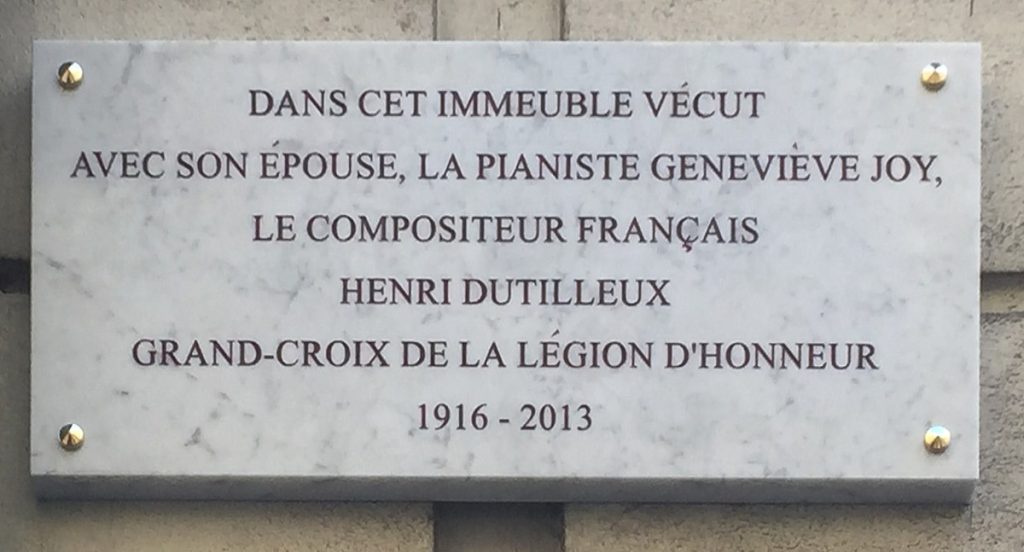 DANS CET IMMEUBLE VÉCUT
AVEC SON ÉPOUSE, LA PIANISTE GENEVIÈVE JOY,
LE COMPOSITEUR FRANÇAIS
HENRI DUTILLEUX
GRAND-CROIX DE LA LÉGION D'HONNEUR
1916 - 2013